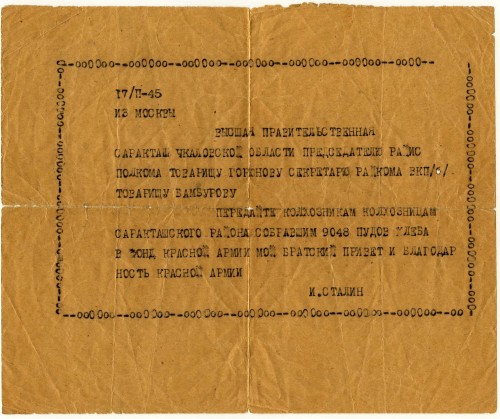 17/П-45
ИЗ МОСКВЫ
ВЫСШАЯ ПРАВИТЕЛЬСТВЕННАЯ
САРАКТАШ ЧКАЛОВСКОЙ ОБЛАСТИ ПРЕДСЕДАТЕЛЮ РАЙИС
ПОЛКОМА ТОВАРИЩУ ГОРЮНОВУ СЕКРЕТАРЮ РАЙКОМА ВКП/б/
ТОВАРИЩУ БАМБУРОВУ
ПЕРЕДАЙТЕ КОЛХОЗНИКАМ КОЛХОЗНИЦАМ
САРАКТАШСКОГО РАЙОНА СОБРАВШИМ 9048 ПУДОВ ХЛЕБА
В ФОНД КРАСНОЙ АРМИИ МОЙ БРАТСКИЙ ПРИВЕТ И БЛАГОДАР
НОСТЬ КРАСНОЙ АРМИИ
И.СТАЛИН